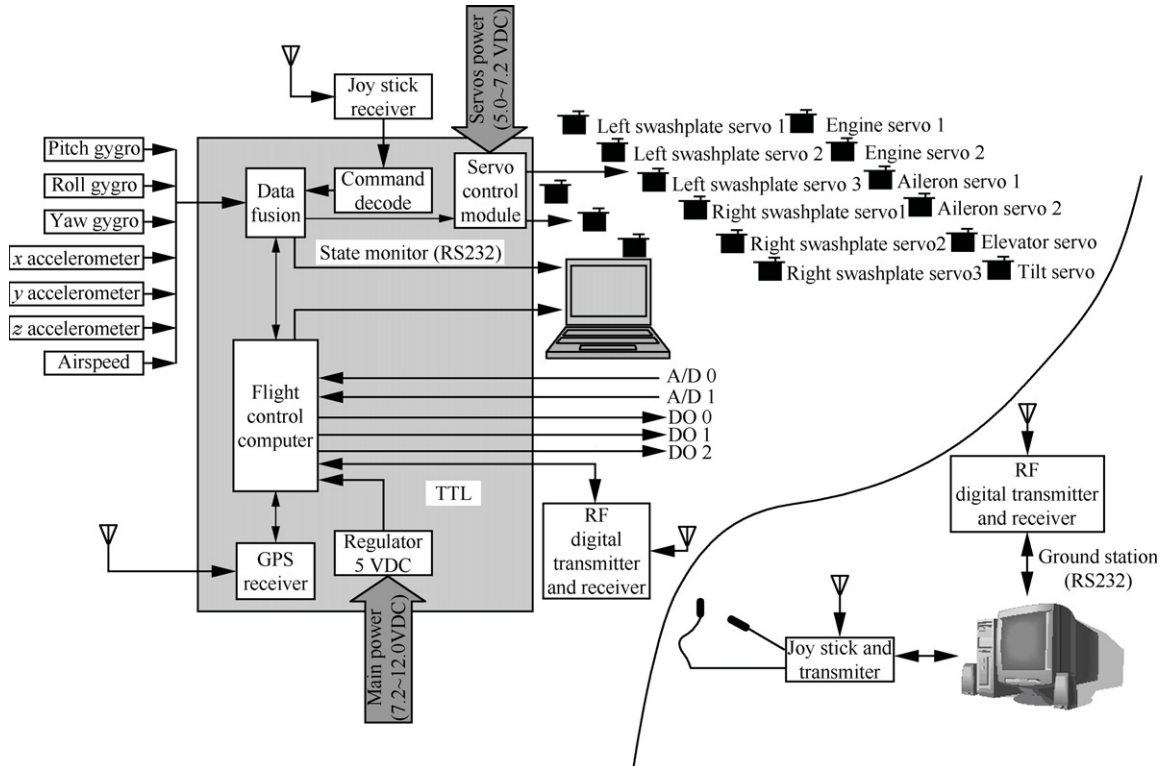 Joy stick
receiver
Servos power
(5.0~7.2 VDC)
Pitch gygro
Roll gygro
Yaw gygro
x accelerometer
y accelerometer
z accelerometer
Airspeed
Data
fusion
Command
decode
Servo
control
module
State monitor (RS232)
Left swashplate servo 1
Engine servo 1
Left swashplate servo 2
Engine servo 2
Left swashplate servo 3
Aileron servo 1
Right swashplate servo1
Aileron servo 2
Right swashplate servo2
Elevator servo
Right swashplate servo3
Tilt servo
Flight
control
computer
A/D 0
A/D 1
DO 0
DO 1
DO 2
TTL
GPS
receiver
Regulator
5 VDC
Main power
(7.2~12.0VDC)
RF
digital
transmitter
and receiver
RF
digital transmitter
and receiver
Ground station
(RS232)
Joy stick and
transmiter